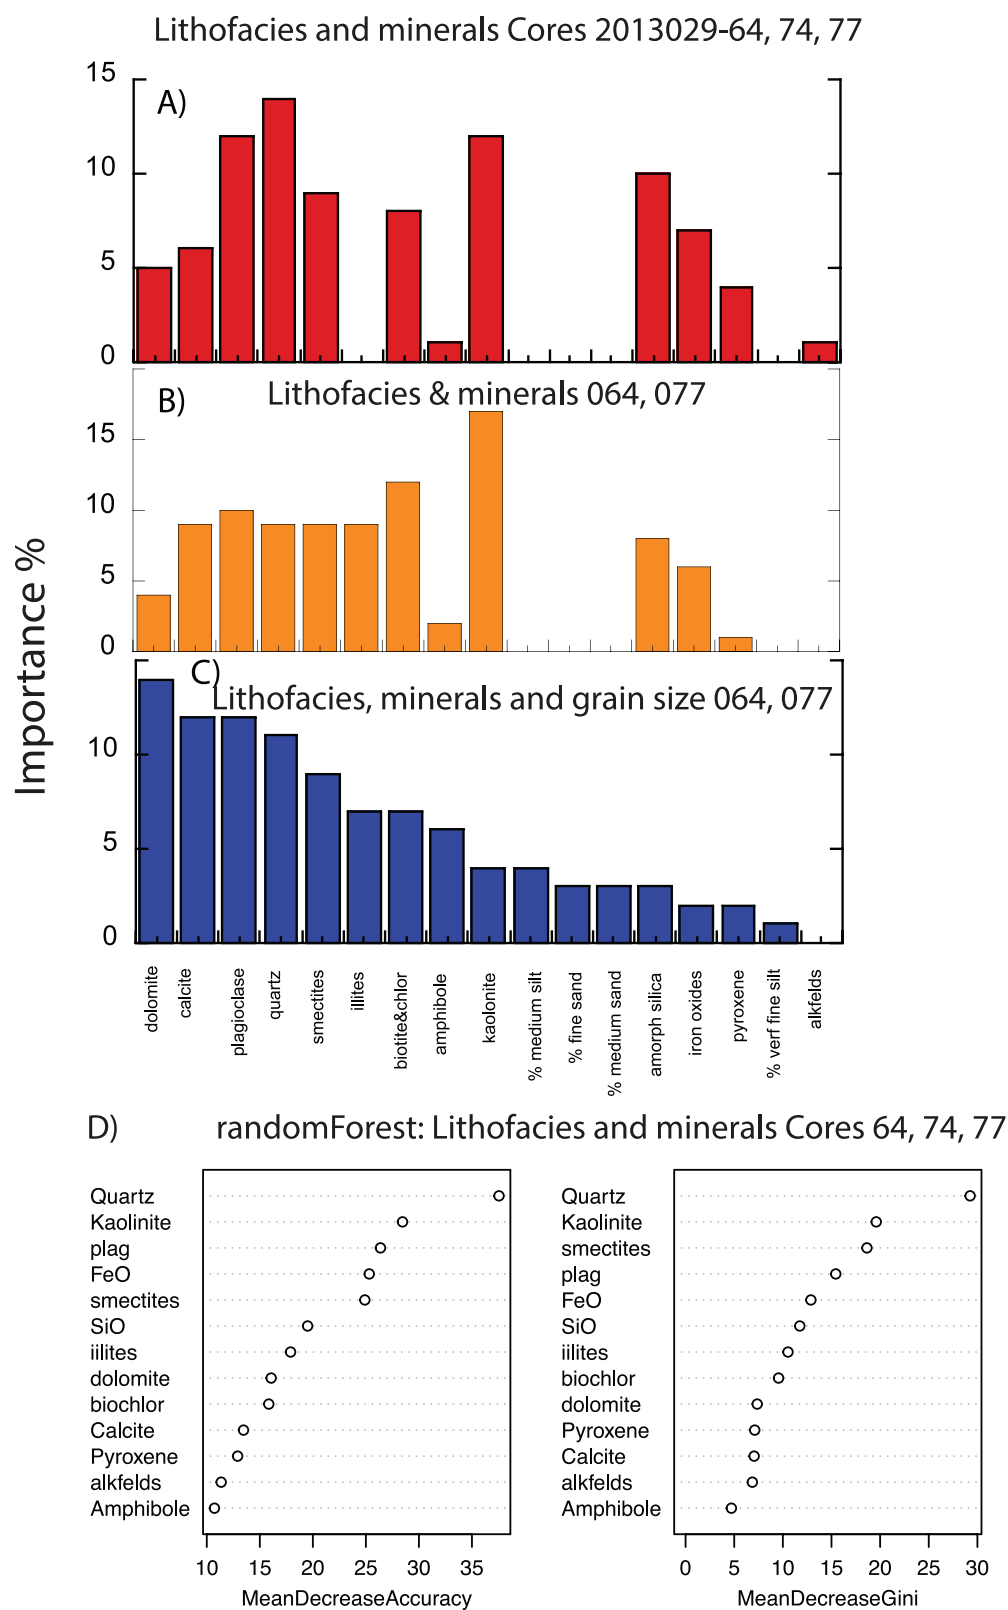 Lithofacies and minerals Cores 2013029-64, 74, 77
A)
15
10
5
0
B)
Lithofacies & minerals 064, 077
15
10
5
0
Importance %
C)
Lithofacies, minerals and grain size 064, 077
10
5
0
dolomite
calcite
plagioclase
quartz
smectites
illites
biotite&chlor
amphibole
kaolonite
% medium silt
% fine sand
% medium sand
amorph silica
iron oxides
pyroxene
% verf fine silt
alkfelds
D) randomForest: Lithofacies and minerals Cores 64, 74, 77
Quartz
Kaolinite
plag
FeO
smectites
SiO
iilites
dolomite
biochlor
Calcite
Pyroxene
alkfelds
Amphibole
10 15 20 25 30 35
MeanDecreaseAccuracy
Quartz
Kaolinite
smectites
plag
FeO
SiO
iilites
biochlor
dolomite
Pyroxene
Calcite
alkfelds
Amphibole
0 5 10 15 20 25 30
MeanDecreaseGini